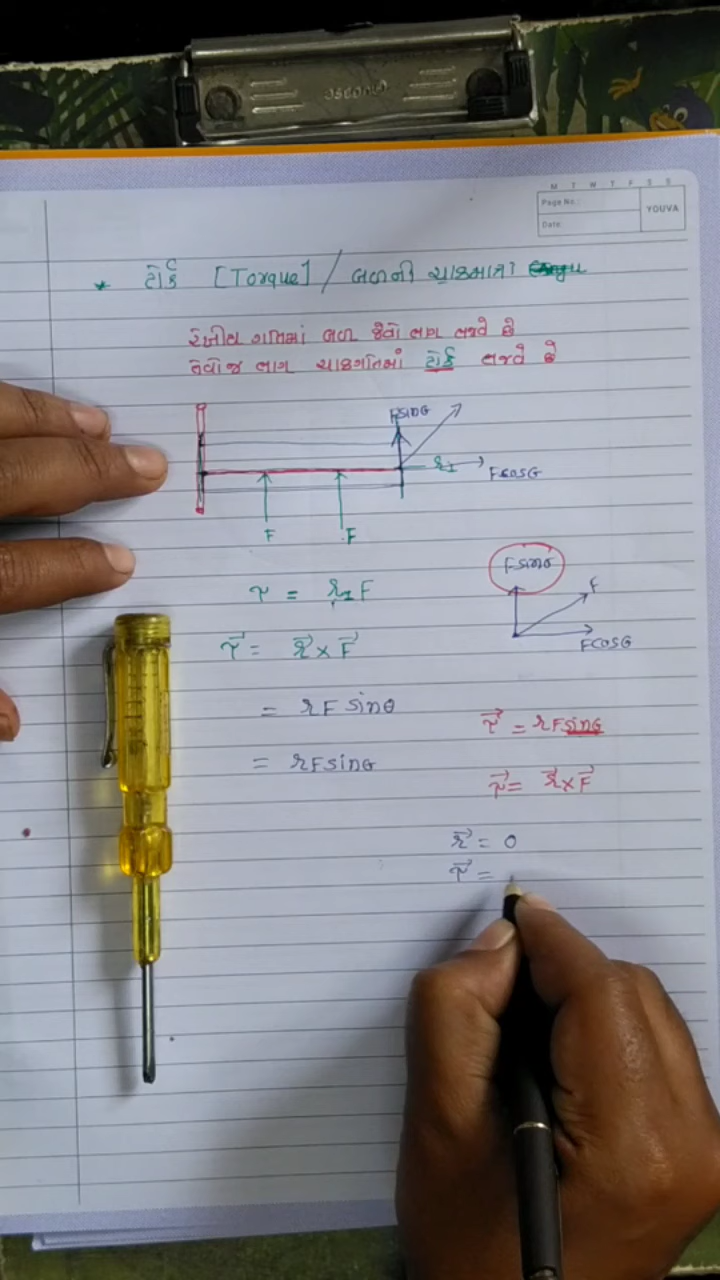 M T W T F S S
Page No.:
YOUVA
Date:
* ટોર્ક [Torque] / બળની ચાકમાત્રા
રેખીય ગતિમાં બળ જેવો ભાગ ભજવે છે
તેવોજ ભાગ ચાકગતિમાં ટોર્ક ભજવે છે
FsinG
r⊥ FcosG
F F
Fsinθ
F
FcosG
τ = r⊥F
τ⃗ = r⃗ × F⃗
= rF sinθ
τ⃗ = rFsinG
= rFsinG
τ⃗ = r⃗ × F⃗
r⃗ = 0
τ⃗ =